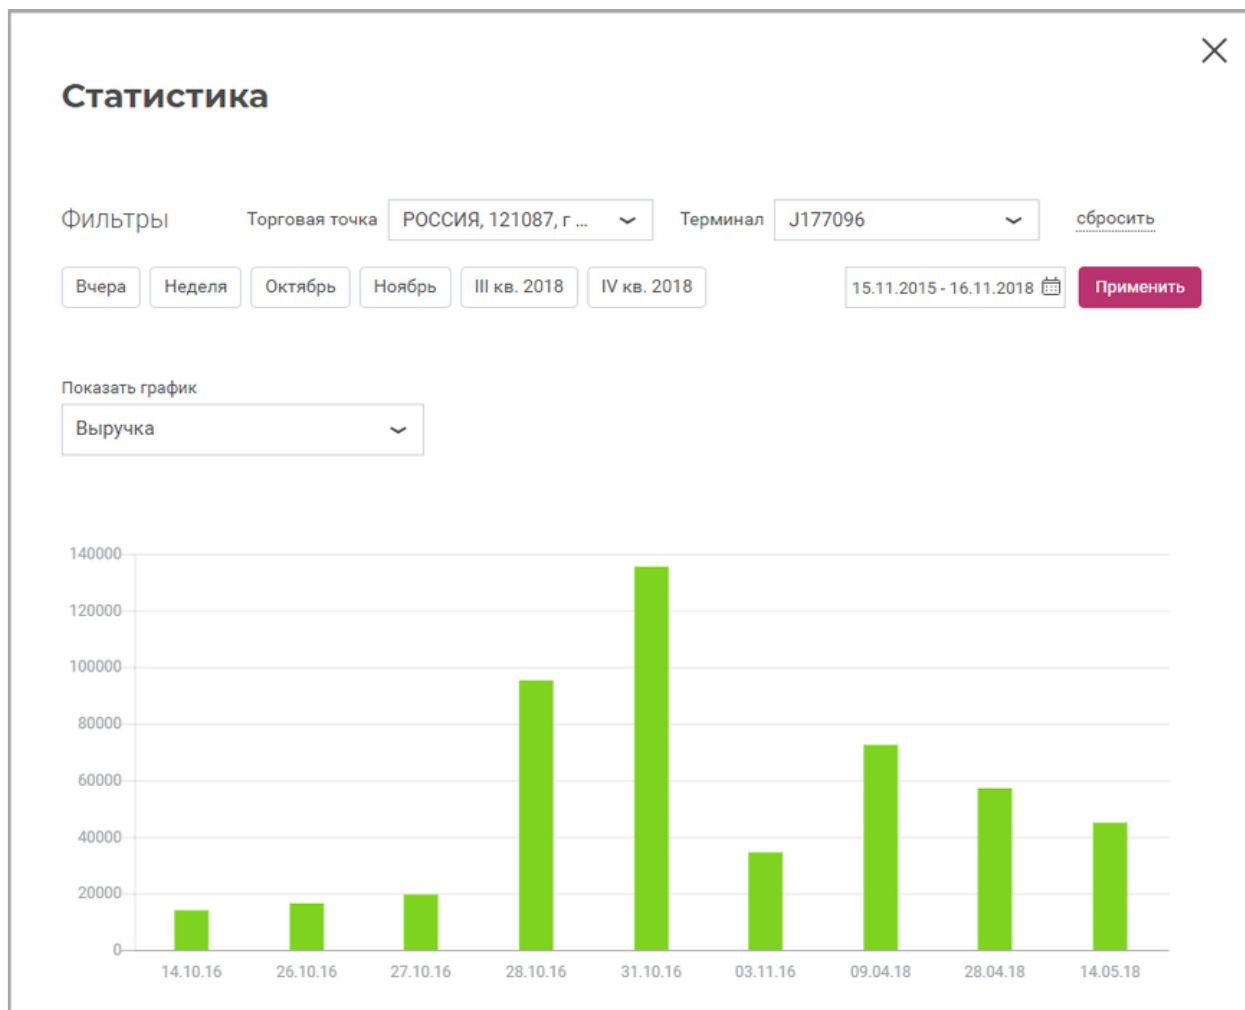 Статистика
Фильтры Торговая точка РОССИЯ, 121087, г ... Терминал J177096 сбросить
Вчера Неделя Октябрь Ноябрь III кв. 2018 IV кв. 2018 15.11.2015 - 16.11.2018 Применить
Показать график
Выручка
140000
120000
100000
80000
60000
40000
20000
0
14.10.16 26.10.16 27.10.16 28.10.16 31.10.16 03.11.16 09.04.18 28.04.18 14.05.18